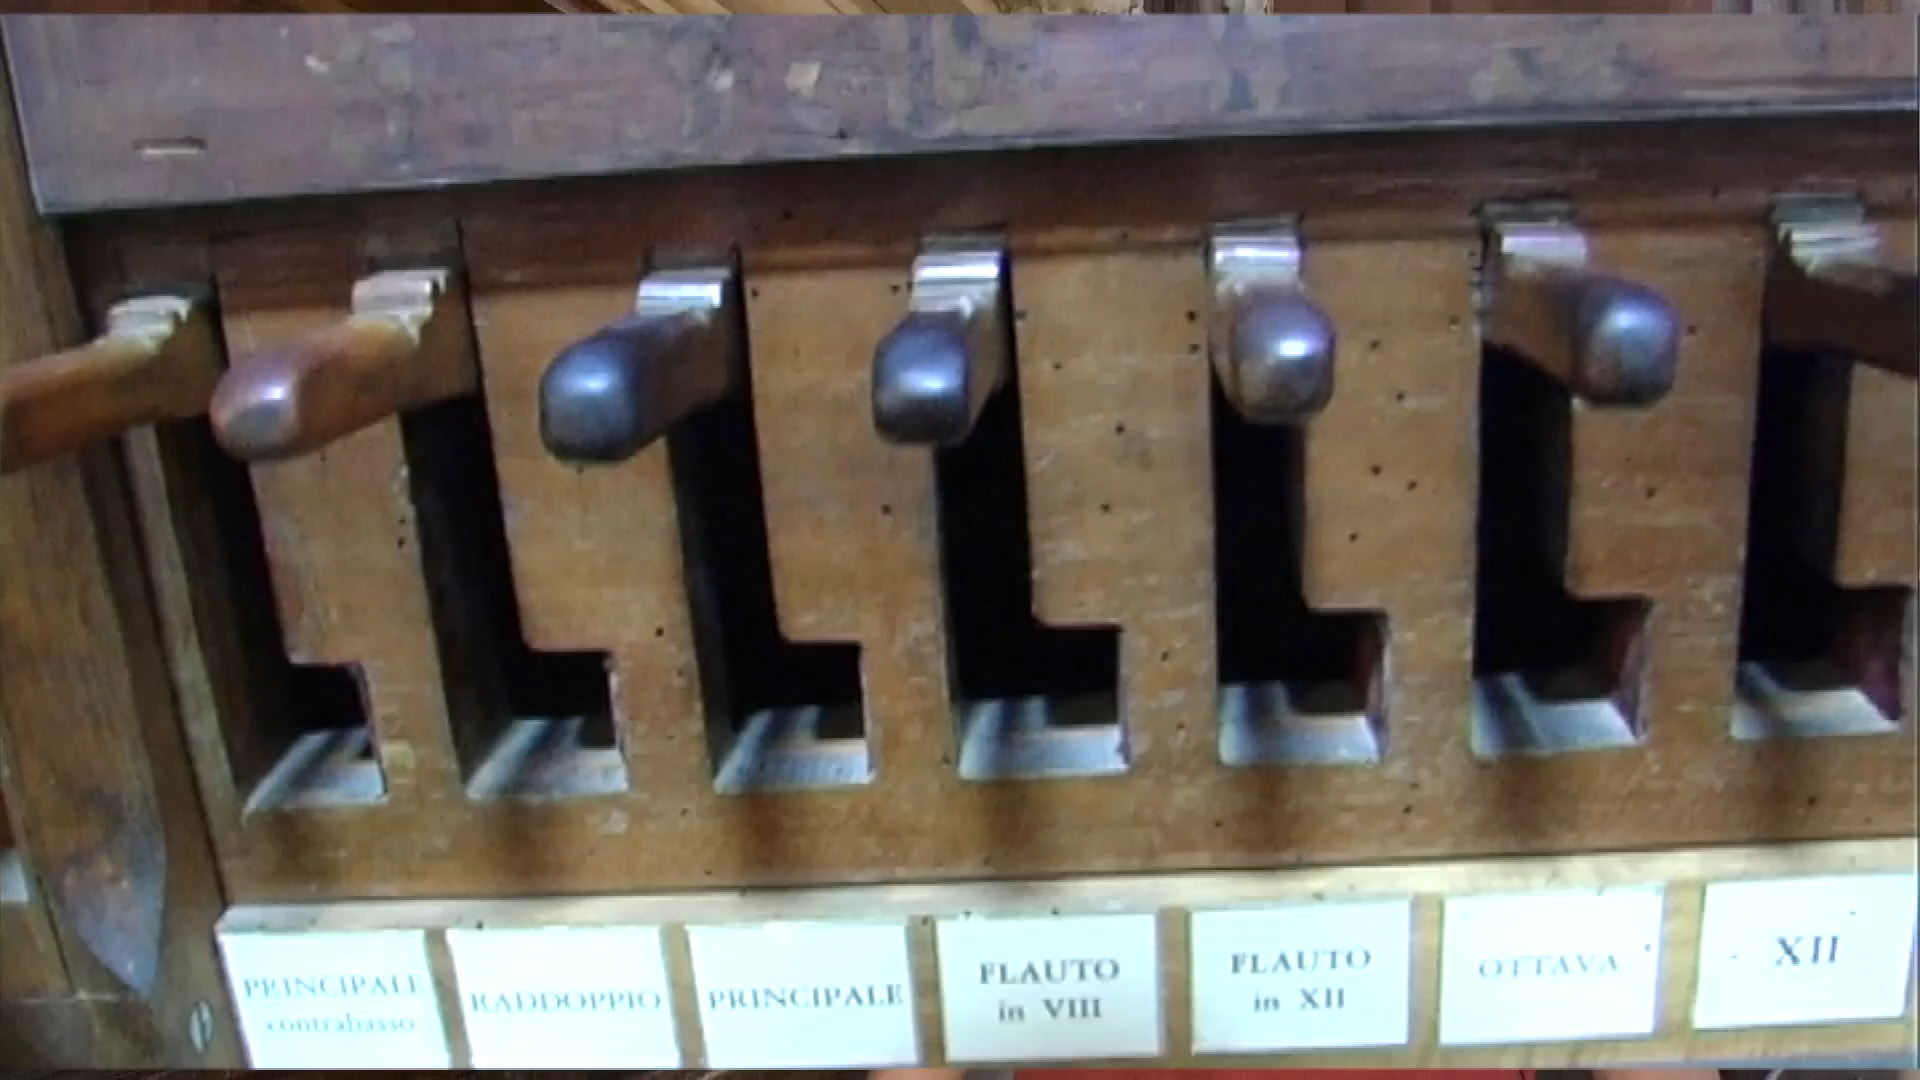 PRINCIPALE
contrabasso
RADDOPPIO
PRINCIPALE
FLAUTO
in VIII
FLAUTO
in XII
OTTAVA
XII